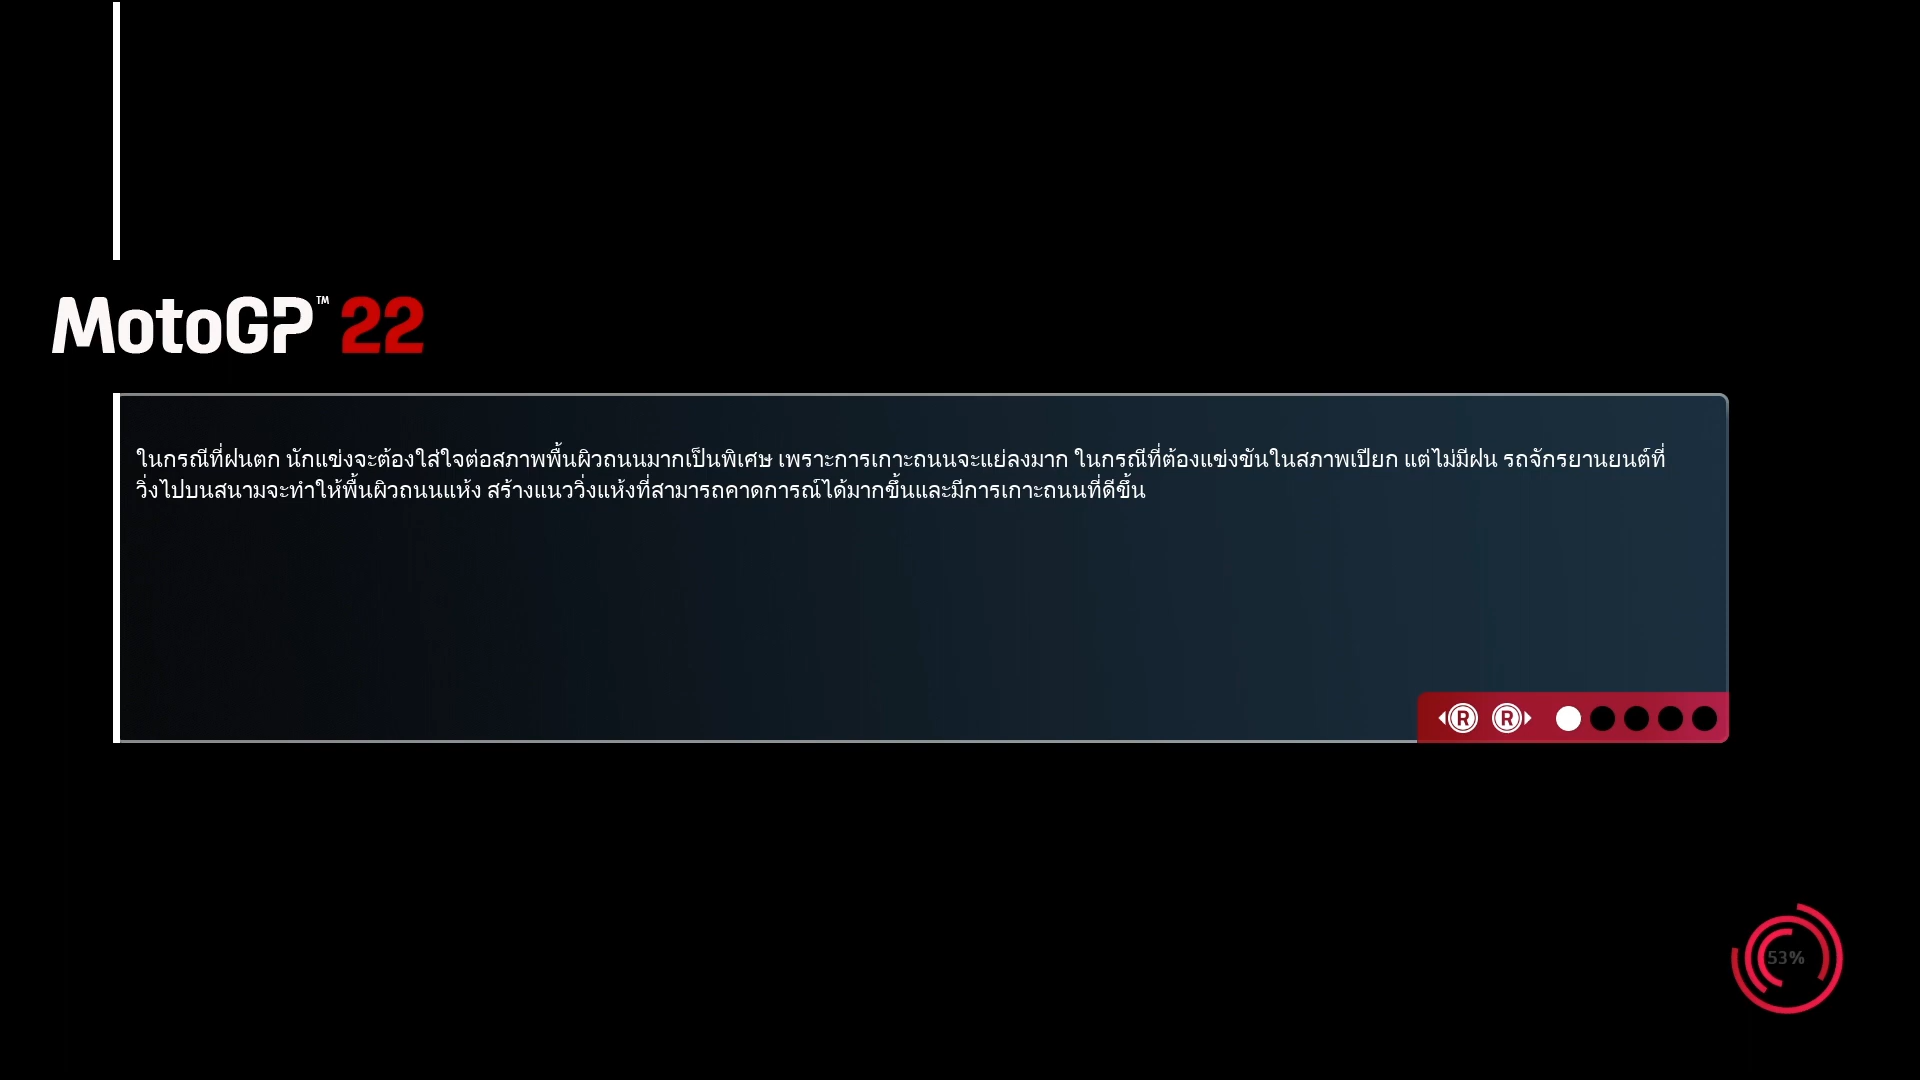 MotoGP™ 22
ในกรณีที่ฝนตก นักแข่งจะต้องใส่ใจต่อสภาพพื้นผิวถนนมากเป็นพิเศษ เพราะการเกาะถนนจะแย่ลงมาก ในกรณีที่ต้องแข่งขันในสภาพเปียก แต่ไม่มีฝน รถจักรยานยนต์ที่
วิ่งไปบนสนามจะทำให้พื้นผิวถนนแห้ง สร้างแนววิ่งแห้งที่สามารถคาดการณ์ได้มากขึ้นและมีการเกาะถนนที่ดีขึ้น
R R
53%